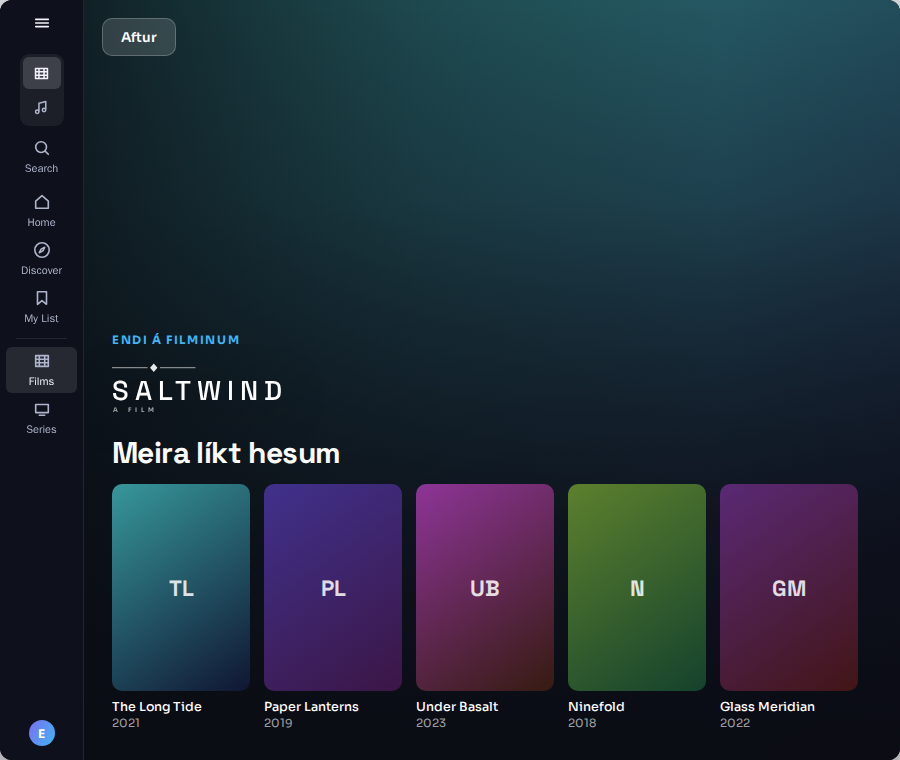 Aftur
Search
Home
Discover
My List
Films
Series
E
ENDI Á FILMINUM
SALTWIND
A FILM
Meira líkt hesum
TL
PL
UB
N
GM
The Long Tide
2021
Paper Lanterns
2019
Under Basalt
2023
Ninefold
2018
Glass Meridian
2022